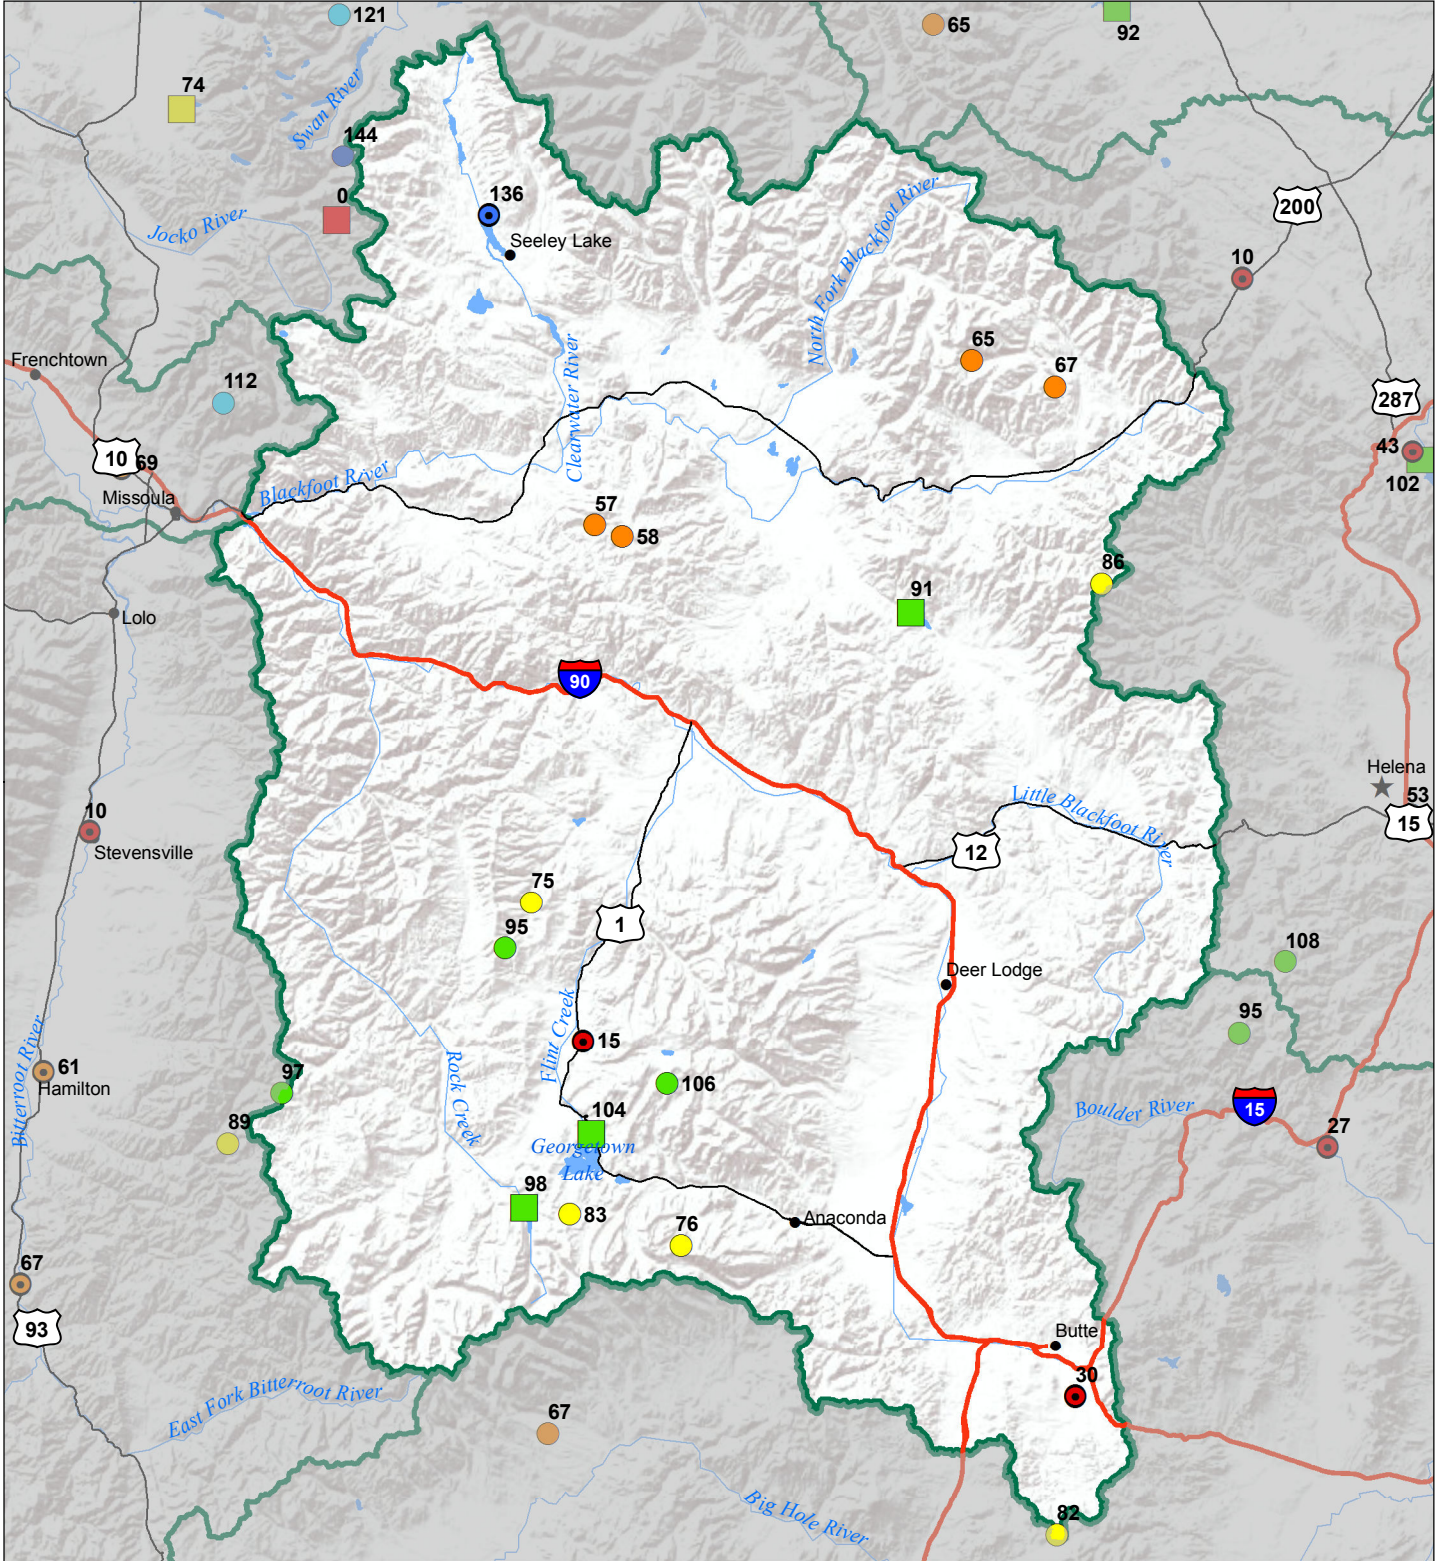 121
65
92
74
Swan River
144
0
136
Jocko River
Seeley Lake
North Fork Blackfoot River
200
10
65
67
Frenchtown
112
Clearwater River
287
10
69
43
102
Missoula
Blackfoot River
57
58
86
91
Lolo
90
Helena
53
15
Little Blackfoot River
12
10
Stevensville
75
1
95
108
Deer Lodge
95
Flint Creek
15
Bitterroot River
61
Hamilton
97
Rock Creek
106
104
Boulder River
15
27
89
Georgetown
Lake
98
83
76
Anaconda
67
93
Butte
30
East Fork Bitterroot River
67
Big Hole River
82